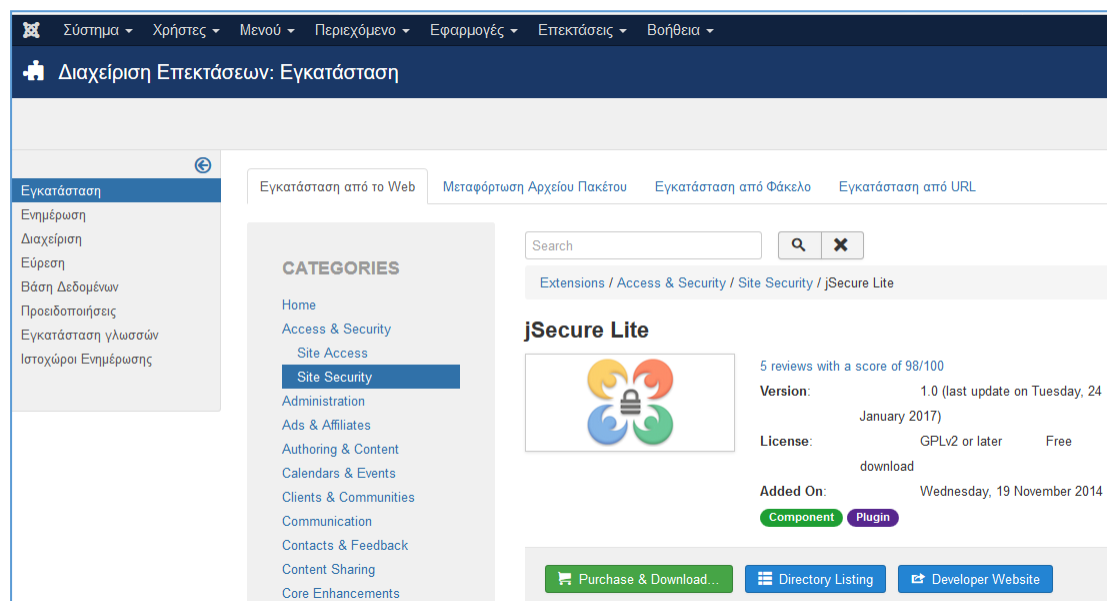 Σύστημα Χρήστες Μενού Περιεχόμενο Εφαρμογές Επεκτάσεις Βοήθεια
Διαχείριση Επεκτάσεων: Εγκατάσταση
Εγκατάσταση
Ενημέρωση
Διαχείριση
Εύρεση
Βάση Δεδομένων
Προειδοποιήσεις
Εγκατάσταση γλωσσών
Ιστοχώροι Ενημέρωσης
Εγκατάσταση από το Web Μεταφόρτωση Αρχείου Πακέτου Εγκατάσταση από Φάκελο Εγκατάσταση από URL
CATEGORIES
Home
Access & Security
Site Access
Site Security
Administration
Ads & Affiliates
Authoring & Content
Calendars & Events
Clients & Communities
Communication
Contacts & Feedback
Content Sharing
Core Enhancements
Search
Extensions / Access & Security / Site Security / jSecure Lite
jSecure Lite
5 reviews with a score of 98/100
Version: 1.0 (last update on Tuesday, 24
January 2017)
License: GPLv2 or later Free
download
Added On: Wednesday, 19 November 2014
Component Plugin
Purchase & Download... Directory Listing Developer Website